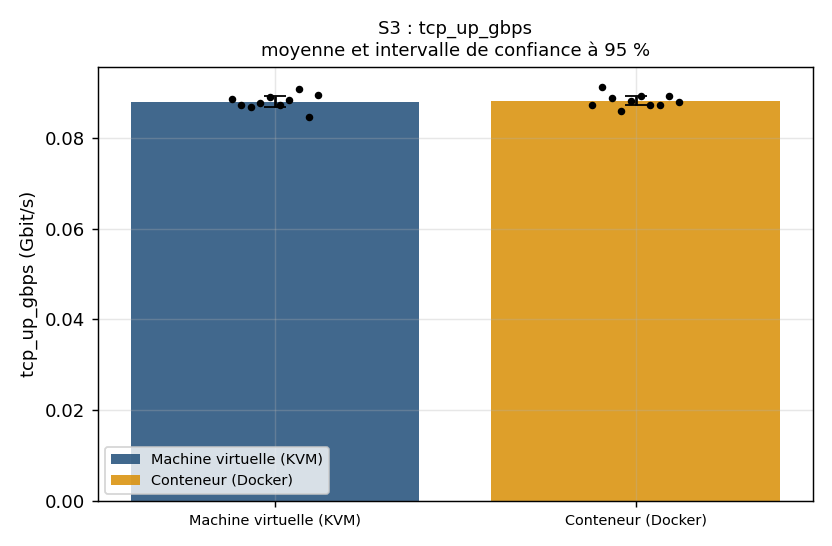 S3 : tcp_up_gbps
moyenne et intervalle de confiance à 95 %
tcp_up_gbps (Gbit/s)
0.08
0.06
0.04
0.02
0.00
Machine virtuelle (KVM)
Conteneur (Docker)
Machine virtuelle (KVM)
Conteneur (Docker)